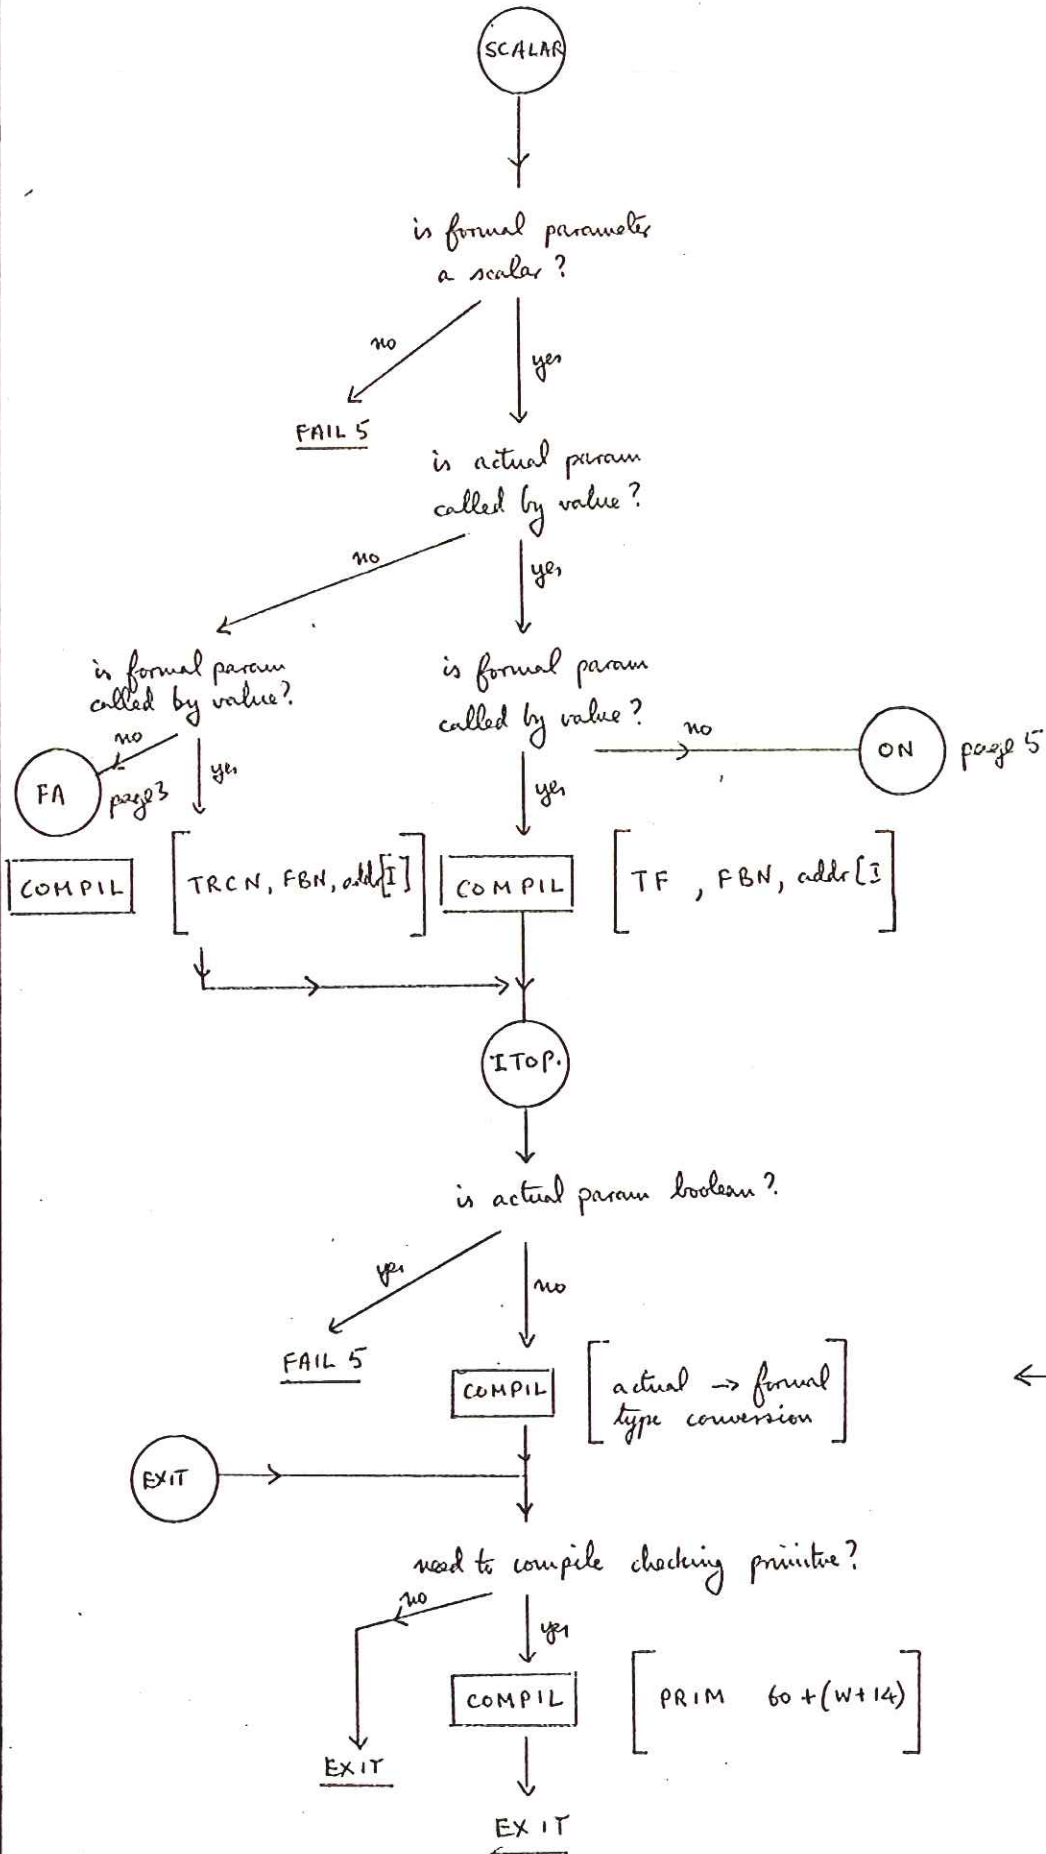 SCALAR
is formal parameter
a scalar?
no
yes
FAIL 5
is actual param
called by value?
no
yes
is formal param
called by value?
is formal param
called by value?
no
yes
no
yes
FA
page 3
ON
page 5
COMPIL
[TRCN, FBN, addr[I]]
COMPIL
[TF , FBN, addr[I]
ITOP.
is actual param boolean?
yes
no
FAIL 5
COMPIL
[actual → formal
type conversion]
←
EXIT
need to compile checking primitve?
no
yes
COMPIL
[PRIM 60+(W+14)]
EXIT
EXIT